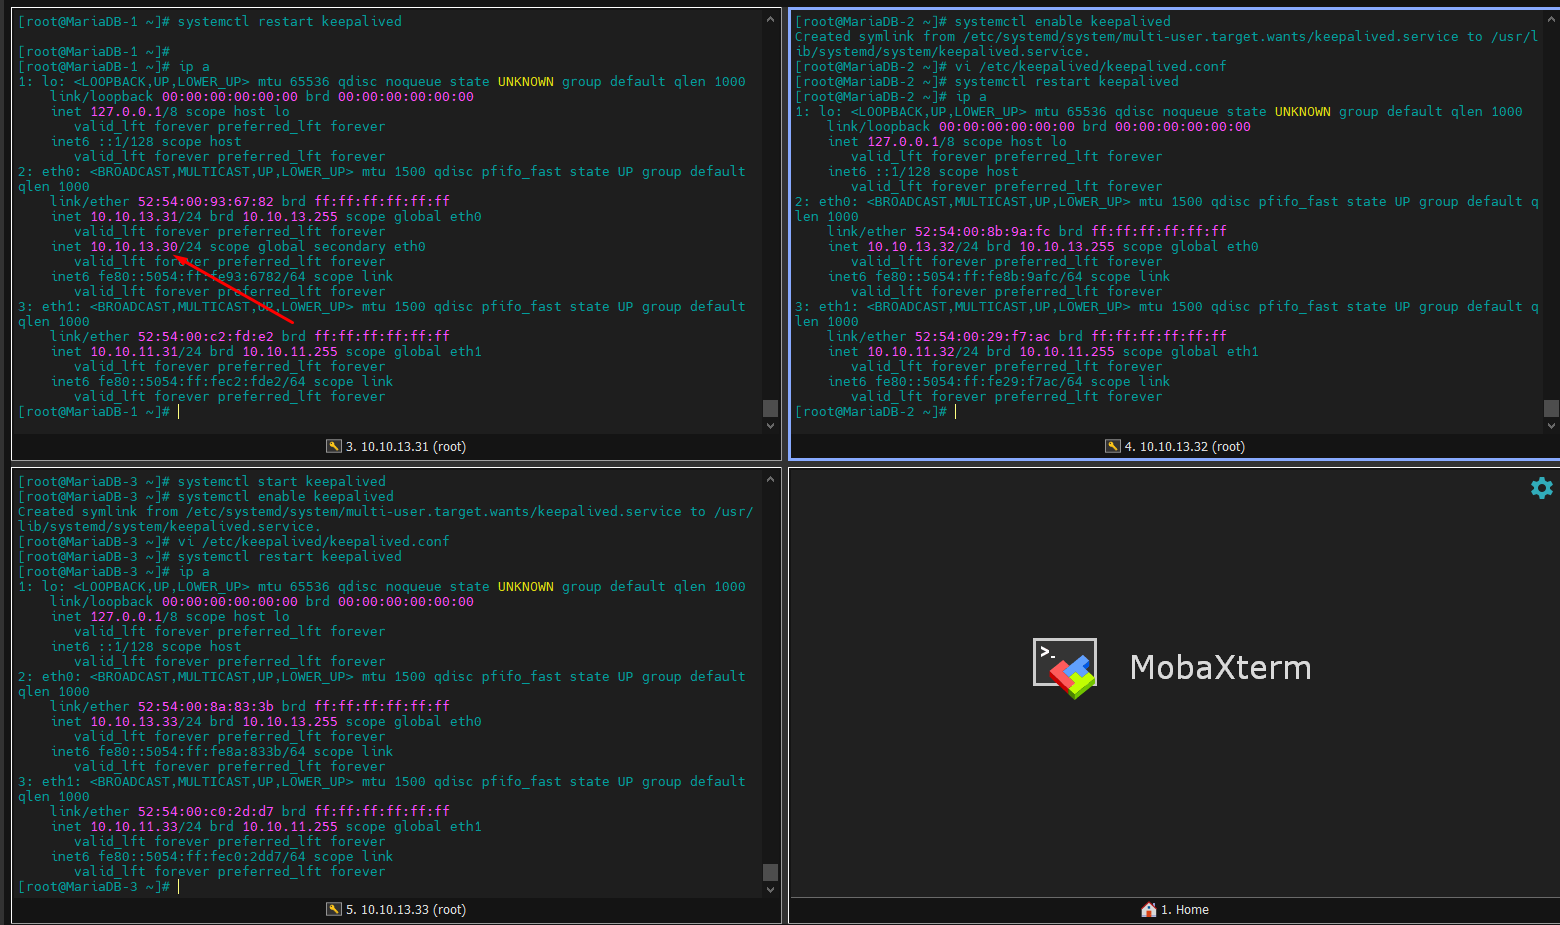 [root@MariaDB-1 ~]# systemctl restart keepalived
[root@MariaDB-1 ~]#
[root@MariaDB-1 ~]# ip a
1: lo: <LOOPBACK,UP,LOWER_UP> mtu 65536 qdisc noqueue state UNKNOWN group default qlen 1000
    link/loopback 00:00:00:00:00:00 brd 00:00:00:00:00:00
    inet 127.0.0.1/8 scope host lo
       valid_lft forever preferred_lft forever
    inet6 ::1/128 scope host
       valid_lft forever preferred_lft forever
2: eth0: <BROADCAST,MULTICAST,UP,LOWER_UP> mtu 1500 qdisc pfifo_fast state UP group default
qlen 1000
    link/ether 52:54:00:93:67:82 brd ff:ff:ff:ff:ff:ff
    inet 10.10.13.31/24 brd 10.10.13.255 scope global eth0
       valid_lft forever preferred_lft forever
    inet 10.10.13.30/24 scope global secondary eth0
       valid_lft forever preferred_lft forever
    inet6 fe80::5054:ff:fe93:6782/64 scope link
       valid_lft forever preferred_lft forever
3: eth1: <BROADCAST,MULTICAST,UP,LOWER_UP> mtu 1500 qdisc pfifo_fast state UP group default
qlen 1000
    link/ether 52:54:00:c2:fd:e2 brd ff:ff:ff:ff:ff:ff
    inet 10.10.11.31/24 brd 10.10.11.255 scope global eth1
       valid_lft forever preferred_lft forever
    inet6 fe80::5054:ff:fec2:fde2/64 scope link
       valid_lft forever preferred_lft forever
[root@MariaDB-1 ~]#
3. 10.10.13.31 (root)
[root@MariaDB-2 ~]# systemctl enable keepalived
Created symlink from /etc/systemd/system/multi-user.target.wants/keepalived.service to /usr/l
ib/systemd/system/keepalived.service.
[root@MariaDB-2 ~]# vi /etc/keepalived/keepalived.conf
[root@MariaDB-2 ~]# systemctl restart keepalived
[root@MariaDB-2 ~]# ip a
1: lo: <LOOPBACK,UP,LOWER_UP> mtu 65536 qdisc noqueue state UNKNOWN group default qlen 1000
    link/loopback 00:00:00:00:00:00 brd 00:00:00:00:00:00
    inet 127.0.0.1/8 scope host lo
       valid_lft forever preferred_lft forever
    inet6 ::1/128 scope host
       valid_lft forever preferred_lft forever
2: eth0: <BROADCAST,MULTICAST,UP,LOWER_UP> mtu 1500 qdisc pfifo_fast state UP group default q
len 1000
    link/ether 52:54:00:8b:9a:fc brd ff:ff:ff:ff:ff:ff
    inet 10.10.13.32/24 brd 10.10.13.255 scope global eth0
       valid_lft forever preferred_lft forever
    inet6 fe80::5054:ff:fe8b:9afc/64 scope link
       valid_lft forever preferred_lft forever
3: eth1: <BROADCAST,MULTICAST,UP,LOWER_UP> mtu 1500 qdisc pfifo_fast state UP group default q
len 1000
    link/ether 52:54:00:29:f7:ac brd ff:ff:ff:ff:ff:ff
    inet 10.10.11.32/24 brd 10.10.11.255 scope global eth1
       valid_lft forever preferred_lft forever
    inet6 fe80::5054:ff:fe29:f7ac/64 scope link
       valid_lft forever preferred_lft forever
[root@MariaDB-2 ~]#
4. 10.10.13.32 (root)
[root@MariaDB-3 ~]# systemctl start keepalived
[root@MariaDB-3 ~]# systemctl enable keepalived
Created symlink from /etc/systemd/system/multi-user.target.wants/keepalived.service to /usr/
lib/systemd/system/keepalived.service.
[root@MariaDB-3 ~]# vi /etc/keepalived/keepalived.conf
[root@MariaDB-3 ~]# systemctl restart keepalived
[root@MariaDB-3 ~]# ip a
1: lo: <LOOPBACK,UP,LOWER_UP> mtu 65536 qdisc noqueue state UNKNOWN group default qlen 1000
    link/loopback 00:00:00:00:00:00 brd 00:00:00:00:00:00
    inet 127.0.0.1/8 scope host lo
       valid_lft forever preferred_lft forever
    inet6 ::1/128 scope host
       valid_lft forever preferred_lft forever
2: eth0: <BROADCAST,MULTICAST,UP,LOWER_UP> mtu 1500 qdisc pfifo_fast state UP group default
qlen 1000
    link/ether 52:54:00:8a:83:3b brd ff:ff:ff:ff:ff:ff
    inet 10.10.13.33/24 brd 10.10.13.255 scope global eth0
       valid_lft forever preferred_lft forever
    inet6 fe80::5054:ff:fe8a:833b/64 scope link
       valid_lft forever preferred_lft forever
3: eth1: <BROADCAST,MULTICAST,UP,LOWER_UP> mtu 1500 qdisc pfifo_fast state UP group default
qlen 1000
    link/ether 52:54:00:c0:2d:d7 brd ff:ff:ff:ff:ff:ff
    inet 10.10.11.33/24 brd 10.10.11.255 scope global eth1
       valid_lft forever preferred_lft forever
    inet6 fe80::5054:ff:fec0:2dd7/64 scope link
       valid_lft forever preferred_lft forever
[root@MariaDB-3 ~]#
5. 10.10.13.33 (root)
>_
MobaXterm
1. Home